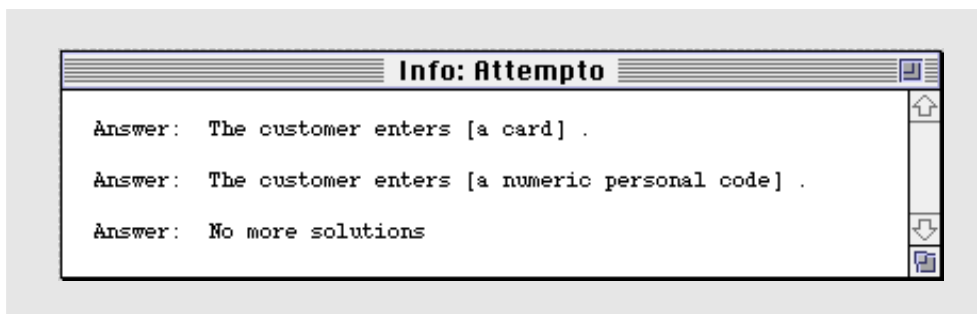 Info: Attempto
Answer: The customer enters [a card] .
Answer: The customer enters [a numeric personal code] .
Answer: No more solutions